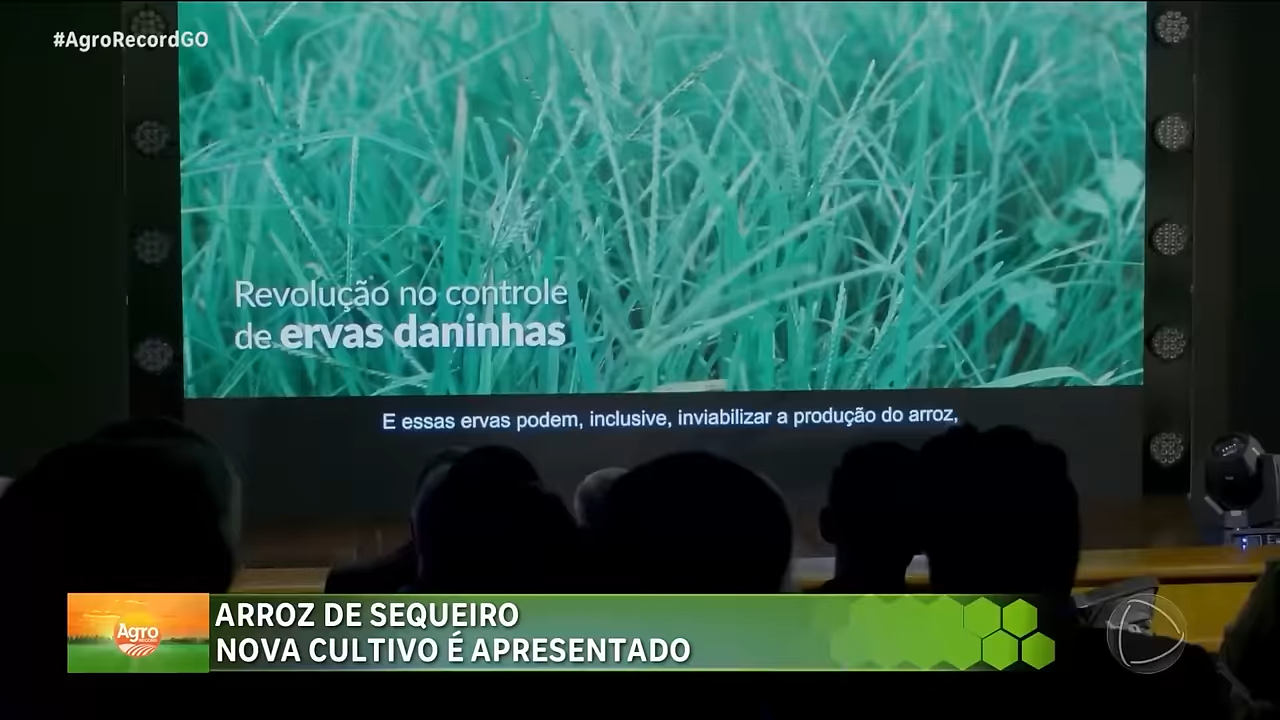 #AgroRecordGO
Revolução no controle
de ervas daninhas
E essas ervas podem, inclusive, inviabilizar a produção do arroz,
Agro
RECORD
ARROZ DE SEQUEIRO
NOVA CULTIVO É APRESENTADO